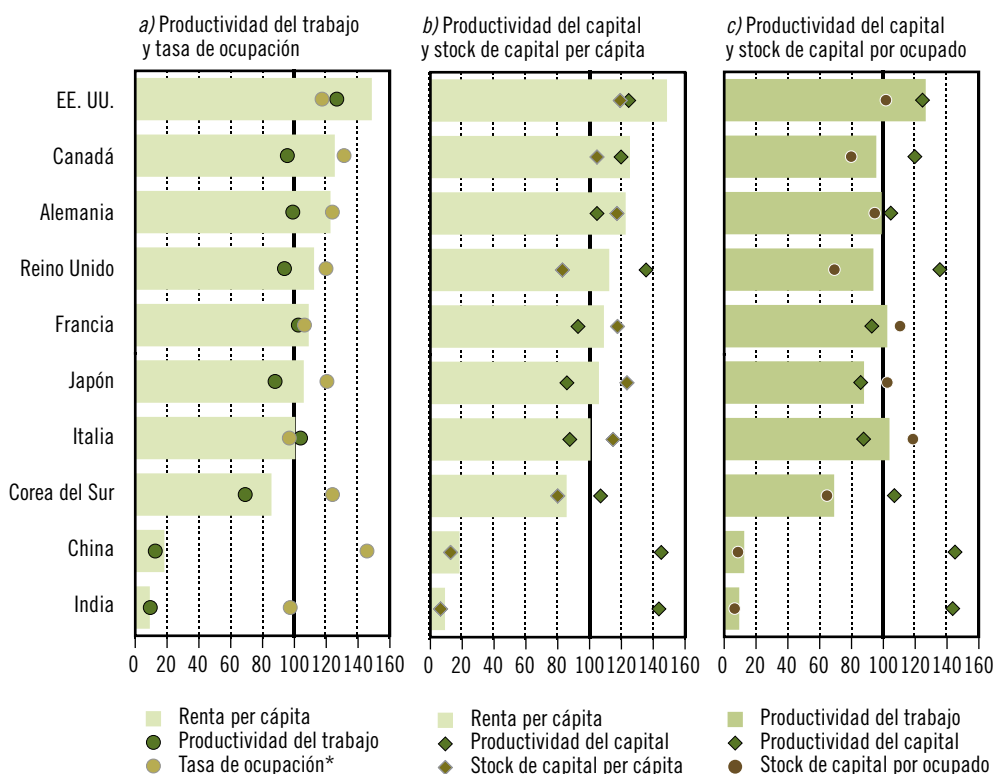 a) Productividad del trabajo
y tasa de ocupación
b) Productividad del capital
y stock de capital per cápita
c) Productividad del capital
y stock de capital por ocupado
EE. UU.
Canadá
Alemania
Reino Unido
Francia
Japón
Italia
Corea del Sur
China
India
0 20 40 60 80 100 120 140 160
0 20 40 60 80 100 120 140 160
0 20 40 60 80 100 120 140 160
Renta per cápita
Productividad del trabajo
Tasa de ocupación*
Renta per cápita
Productividad del capital
Stock de capital per cápita
Productividad del trabajo
Productividad del capital
Stock de capital por ocupado